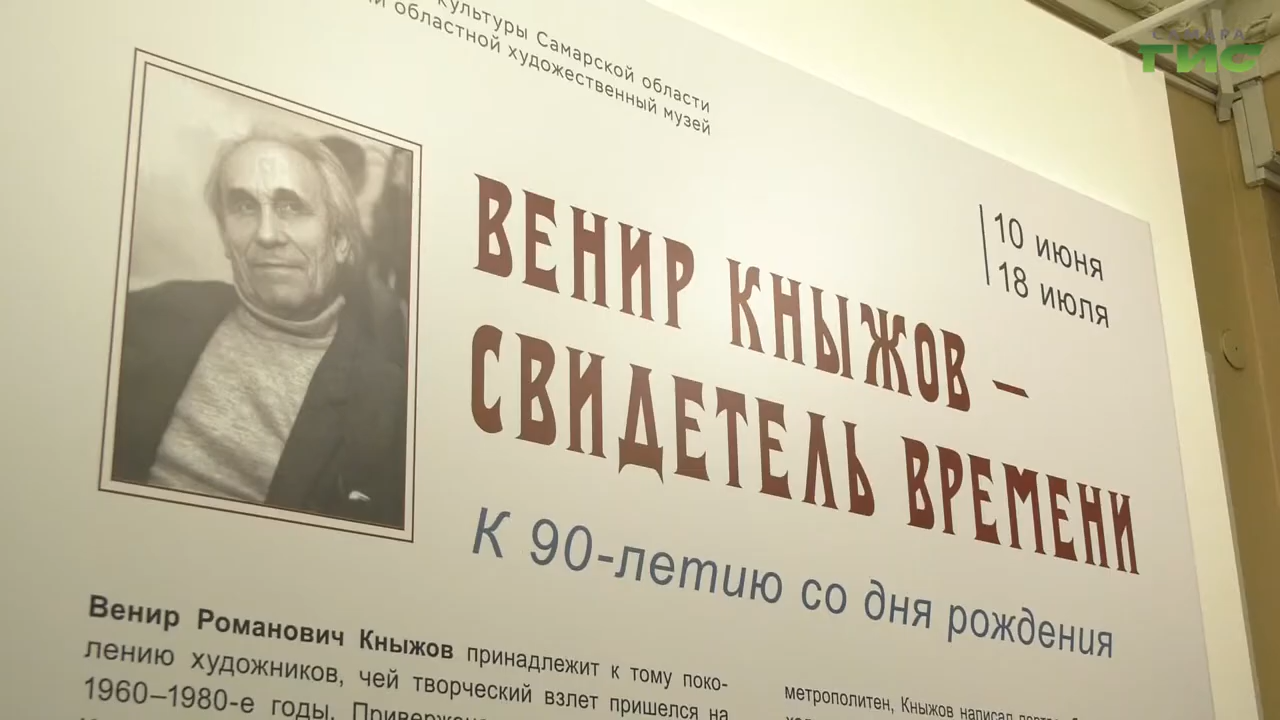 культуры Самарской области
областной художественный музей
САМАРА
ГИС
10 июня
18 июля
ВЕНИР КНЫЖОВ –
СВИДЕТЕЛЬ ВРЕМЕНИ
К 90-летию со дня рождения
Венир Романович Кныжов принадлежит к тому поко-
лению художников, чей творческий взлет пришелся на
1960–1980-е годы.
метрополитен, Кныжов написал